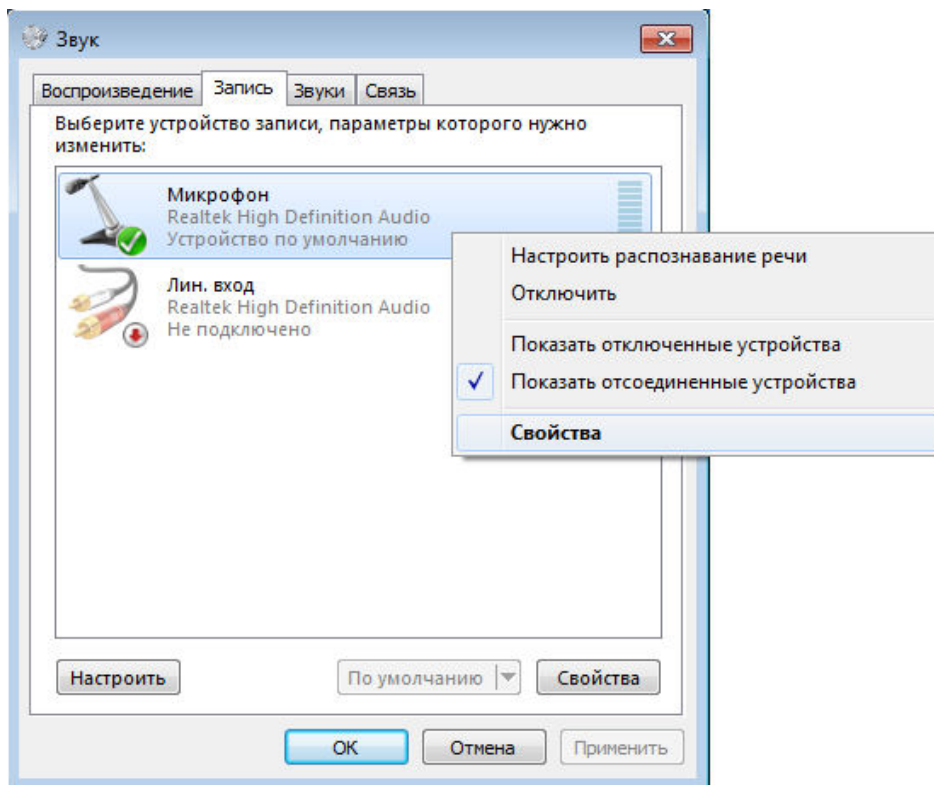 Звук
Воспроизведение Запись Звуки Связь
Выберите устройство записи, параметры которого нужно
изменить:
Микрофон
Realtek High Definition Audio
Устройство по умолчанию
Лин. вход
Realtek High Definition Audio
Не подключено
Настроить распознавание речи
Отключить
Показать отключенные устройства
Показать отсоединенные устройства
Свойства
Настроить По умолчанию Свойства
ОК Отмена Применить